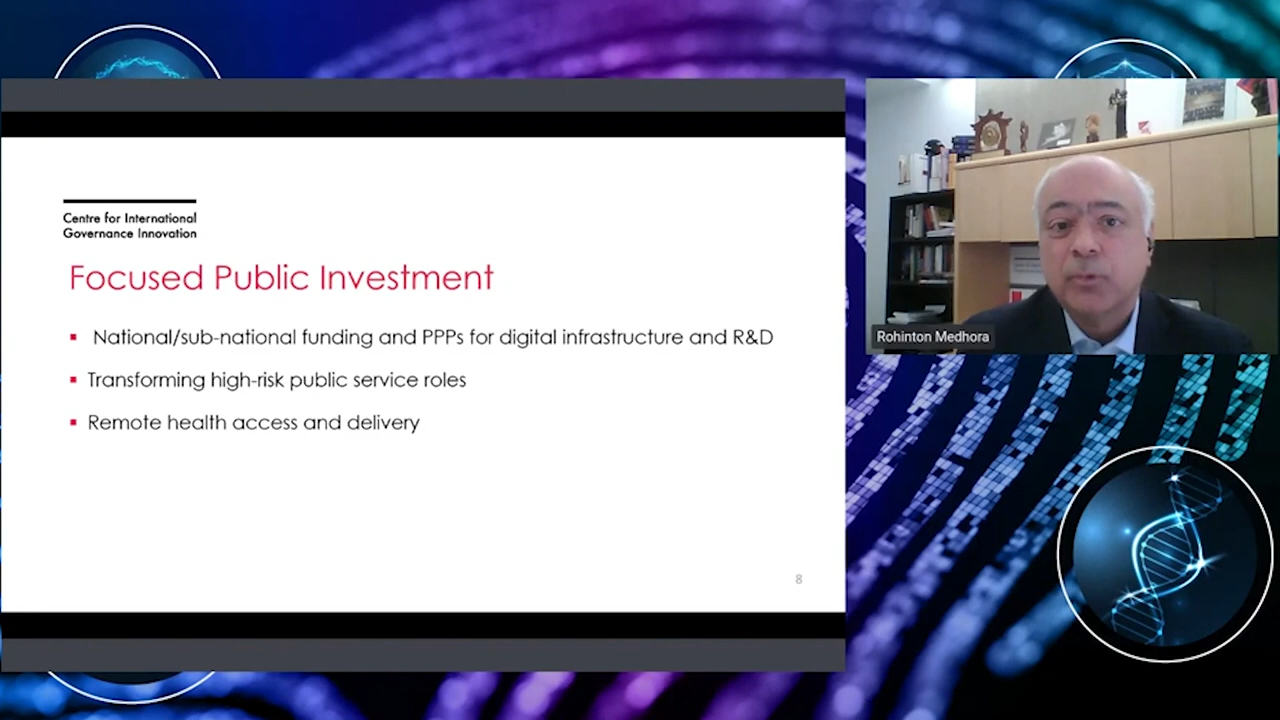 Centre for International
Governance Innovation
Focused Public Investment
National/sub-national funding and PPPs for digital infrastructure and R&D
Transforming high-risk public service roles
Remote health access and delivery
8
Rohinton Medhora